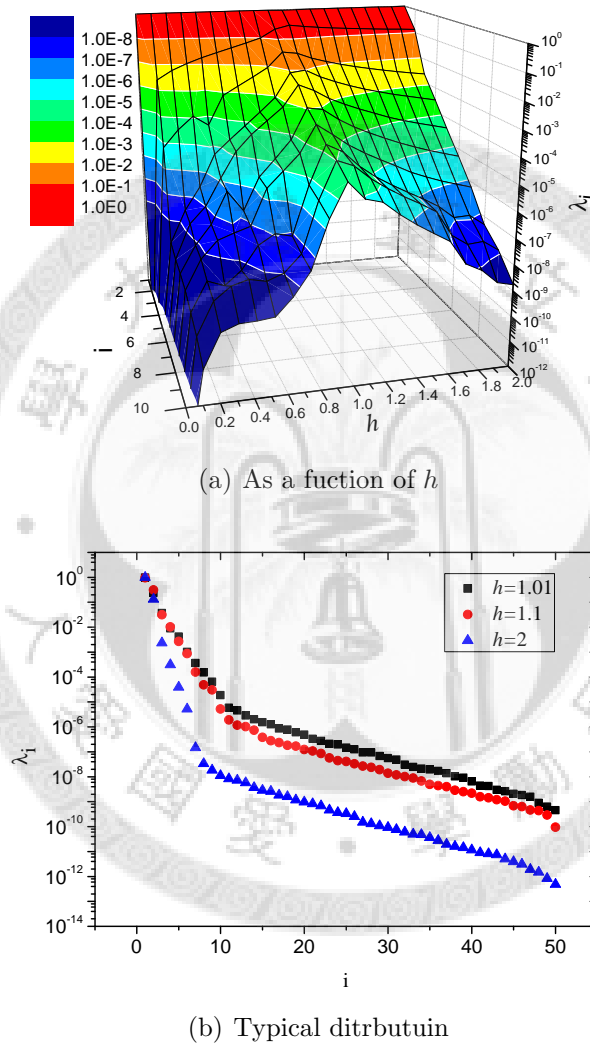 1.0E-8
1.0E-7
1.0E-6
1.0E-5
1.0E-4
1.0E-3
1.0E-2
1.0E-1
1.0E0
10^0
10^-1
10^-2
10^-3
10^-4
10^-5
10^-6
10^-7
10^-8
10^-9
10^-10
10^-11
10^-12
λ_i
2
4
6
8
10
i
0.0 0.2 0.4 0.6 0.8 1.0 1.2 1.4 1.6 1.8 2.0
h
(a) As a fuction of h
10^0
10^-2
10^-4
10^-6
10^-8
10^-10
10^-12
10^-14
λ_i
h=1.01
h=1.1
h=2
0 10 20 30 40 50
i
(b) Typical ditrbutuin
學